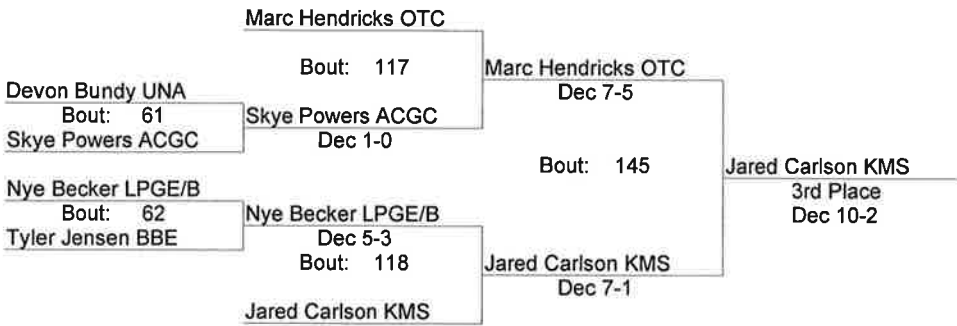 Marc Hendricks OTC
Bout: 117
Marc Hendricks OTC
Devon Bundy UNA
Dec 7-5
Bout: 61
Skye Powers ACGC
Skye Powers ACGC
Dec 1-0
Bout: 145
Jared Carlson KMS
Nye Becker LPGE/B
3rd Place
Bout: 62
Nye Becker LPGE/B
Dec 10-2
Tyler Jensen BBE
Dec 5-3
Bout: 118
Jared Carlson KMS
Dec 7-1
Jared Carlson KMS